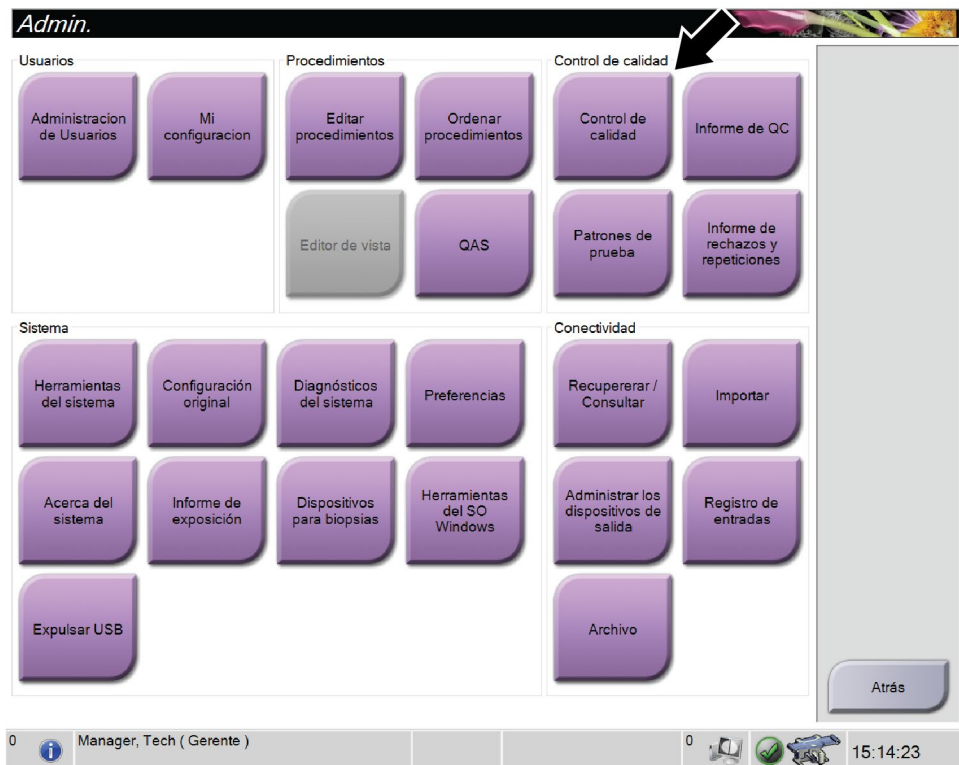 Admin.
Usuarios
Administracion
de Usuarios
Mi
configuracion
Procedimientos
Editar
procedimientos
Ordenar
procedimientos
Editor de vista
QAS
Control de calidad
Control de
calidad
Informe de QC
Patrones de
prueba
Informe de
rechazos y
repeticiones
Sistema
Herramientas
del sistema
Configuración
original
Diagnósticos
del sistema
Preferencias
Acerca del
sistema
Informe de
exposición
Dispositivos
para biopsias
Herramientas
del SO
Windows
Expulsar USB
Conectividad
Recupererar /
Consultar
Importar
Administrar los
dispositivos de
salida
Registro de
entradas
Archivo
Atrás
0
Manager, Tech ( Gerente )
0
15:14:23